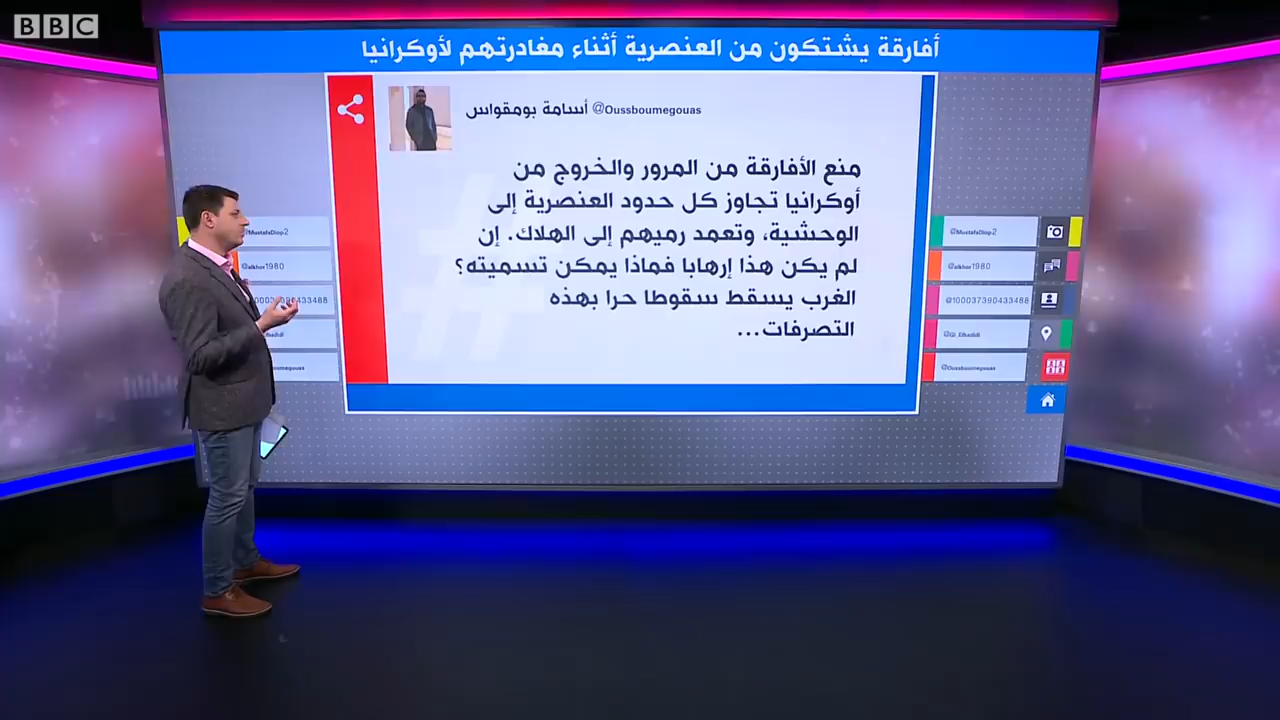 BBC
أفارقة يشتكون من العنصرية أثناء مغادرتهم لأوكرانيا
أسامة بومقواس @Oussboumegouas
منع الأفارقة من المرور والخروج من
أوكرانيا تجاوز كل حدود العنصرية إلى
الوحشية، وتعمد رميهم إلى الهلاك. إن
لم يكن هذا إرهابا فماذا يمكن تسميته؟
الغرب يسقط سقوطا حرا بهذه
التصرفات...
@MustafaDiop2
@alkhor1980
@100037390433488
@Oussboumegouas
@MustafaDiop2
@alkhor1980